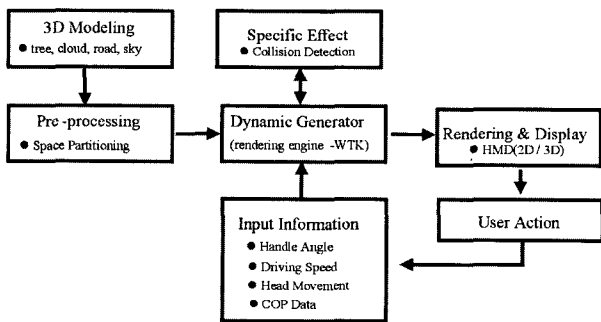 3D Modeling
● tree, cloud, road, sky
Specific Effect
● Collision Detection
Pre -processing
● Space Partitioning
Dynamic Generator
(rendering engine -WTK)
Rendering & Display
● HMD(2D / 3D)
User Action
Input Information
● Handle Angle
● Driving Speed
● Head Movement
● COP Data